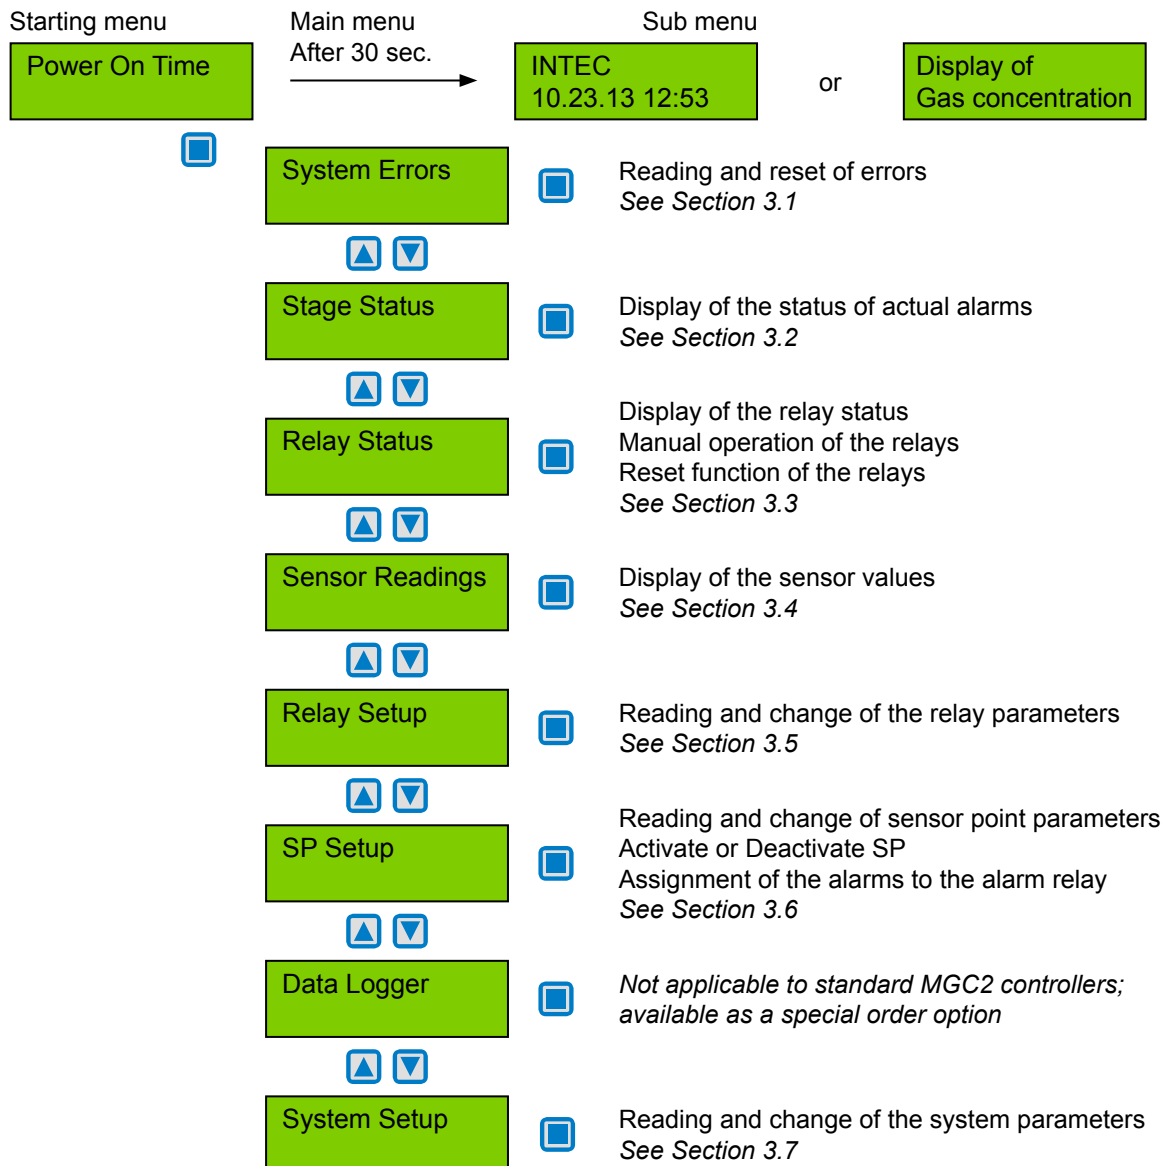 Starting menu
Main menu
Sub menu
Power On Time
After 30 sec.
INTEC
10.23.13 12:53
or
Display of
Gas concentration
System Errors
Reading and reset of errors
See Section 3.1
Stage Status
Display of the status of actual alarms
See Section 3.2
Relay Status
Display of the relay status
Manual operation of the relays
Reset function of the relays
See Section 3.3
Sensor Readings
Display of the sensor values
See Section 3.4
Relay Setup
Reading and change of the relay parameters
See Section 3.5
SP Setup
Reading and change of sensor point parameters
Activate or Deactivate SP
Assignment of the alarms to the alarm relay
See Section 3.6
Data Logger
Not applicable to standard MGC2 controllers;
available as a special order option
System Setup
Reading and change of the system parameters
See Section 3.7